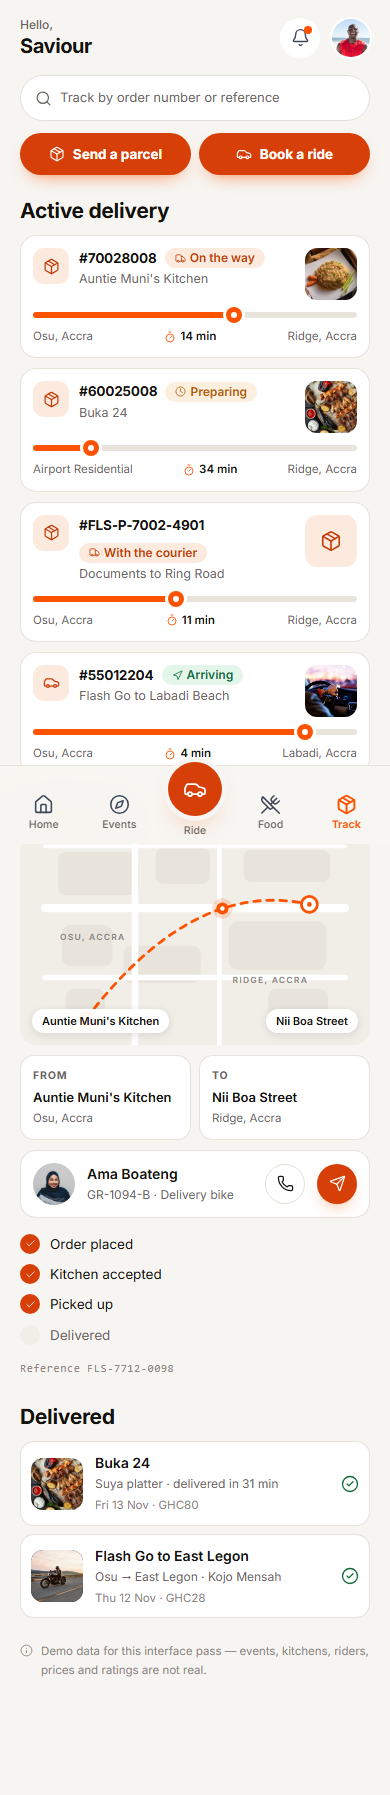 Hello,
Saviour
Track by order number or reference
Send a parcel
Book a ride
Active delivery
#70028008 On the way
Auntie Muni's Kitchen
Osu, Accra 14 min Ridge, Accra
#60025008 Preparing
Buka 24
Airport Residential 34 min Ridge, Accra
#FLS-P-7002-4901
With the courier
Documents to Ring Road
Osu, Accra 11 min Ridge, Accra
#55012204 Arriving
Flash Go to Labadi Beach
Osu, Accra 4 min Labadi, Accra
Home Events Ride Food Track
OSU, ACCRA
RIDGE, ACCRA
Auntie Muni's Kitchen
Nii Boa Street
FROM
Auntie Muni's Kitchen
Osu, Accra
TO
Nii Boa Street
Ridge, Accra
Ama Boateng
GR-1094-B · Delivery bike
Order placed
Kitchen accepted
Picked up
Delivered
Reference FLS-7712-0098
Delivered
Buka 24
Suya platter · delivered in 31 min
Fri 13 Nov · GHC80
Flash Go to East Legon
Osu → East Legon · Kojo Mensah
Thu 12 Nov · GHC28
Demo data for this interface pass — events, kitchens, riders,
prices and ratings are not real.